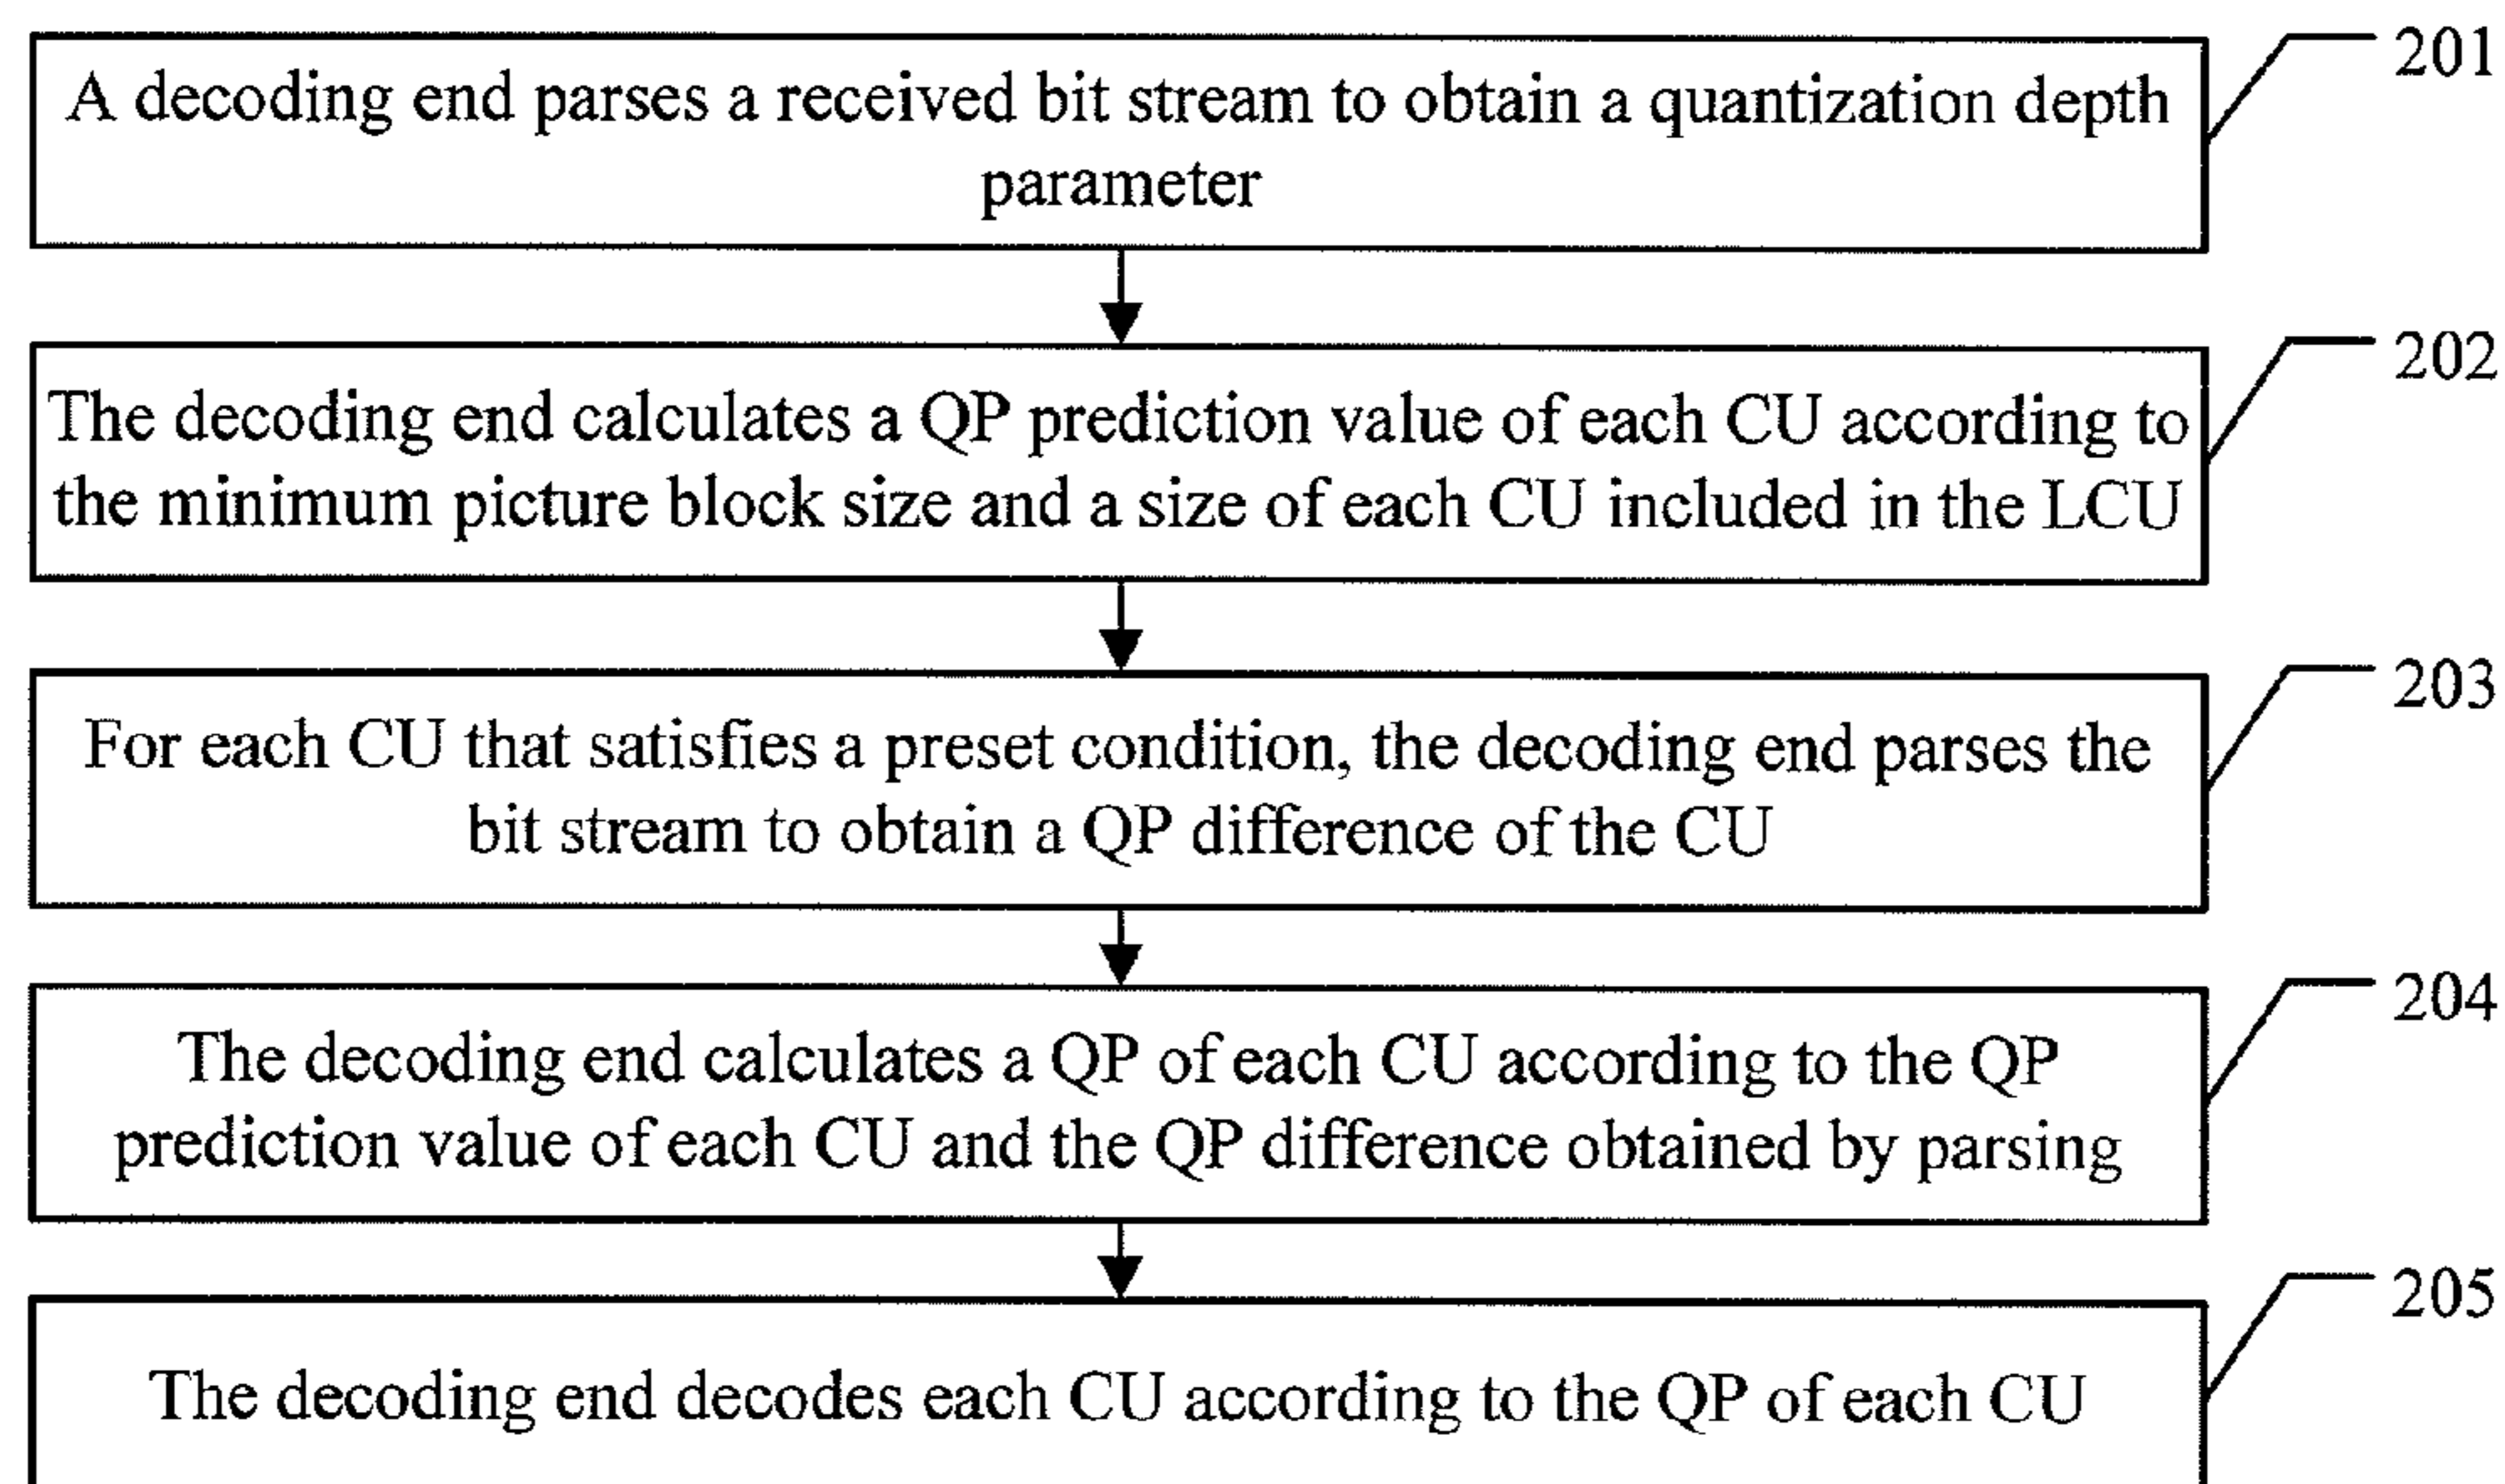 201
A decoding end parses a received bit stream to obtain a quantization depth
parameter
202
The decoding end calculates a QP prediction value of each CU according to
the minimum picture block size and a size of each CU included in the LCU
203
For each CU that satisfies a preset condition, the decoding end parses the
bit stream to obtain a QP difference of the CU
204
The decoding end calculates a QP of each CU according to the QP
prediction value of each CU and the QP difference obtained by parsing
205
The decoding end decodes each CU according to the QP of each CU